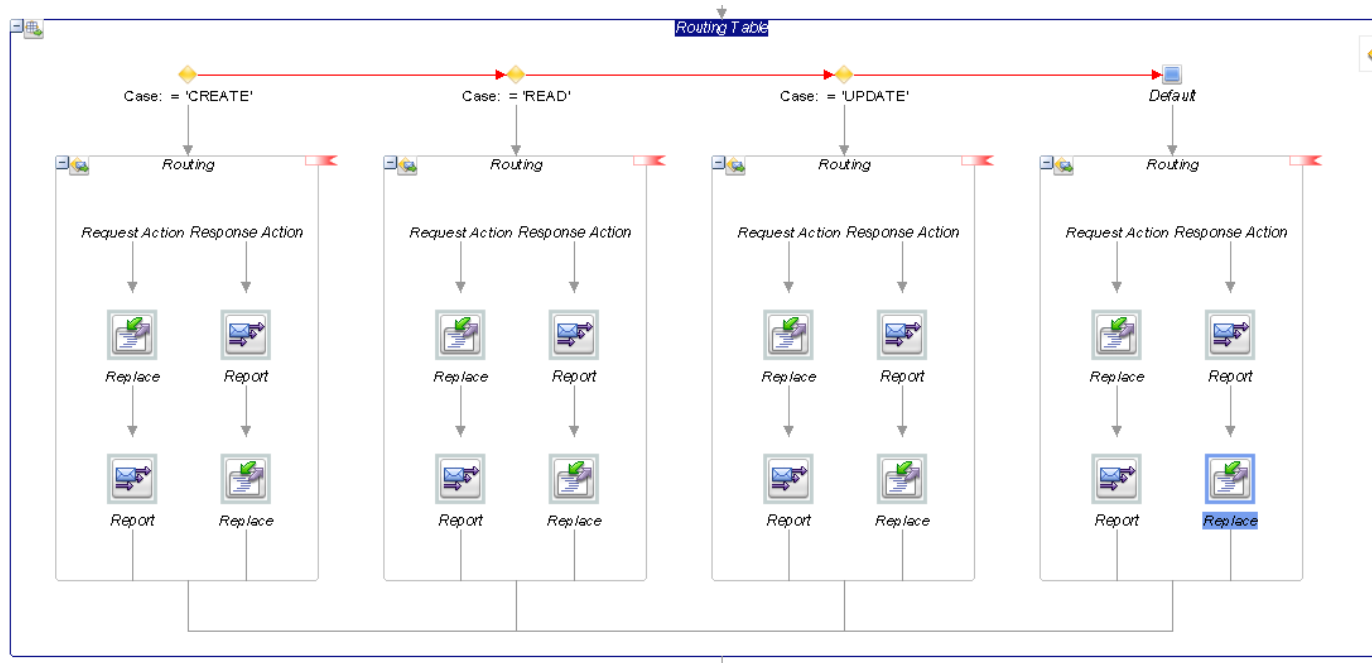 Routing Table
Case: = 'CREATE'
Case: = 'READ'
Case: = 'UPDATE'
Default
Routing
Routing
Routing
Routing
Request Action Response Action
Request Action Response Action
Request Action Response Action
Request Action Response Action
Replace Report
Replace Report
Replace Report
Replace Report
Report Replace
Report Replace
Report Replace
Report Replace